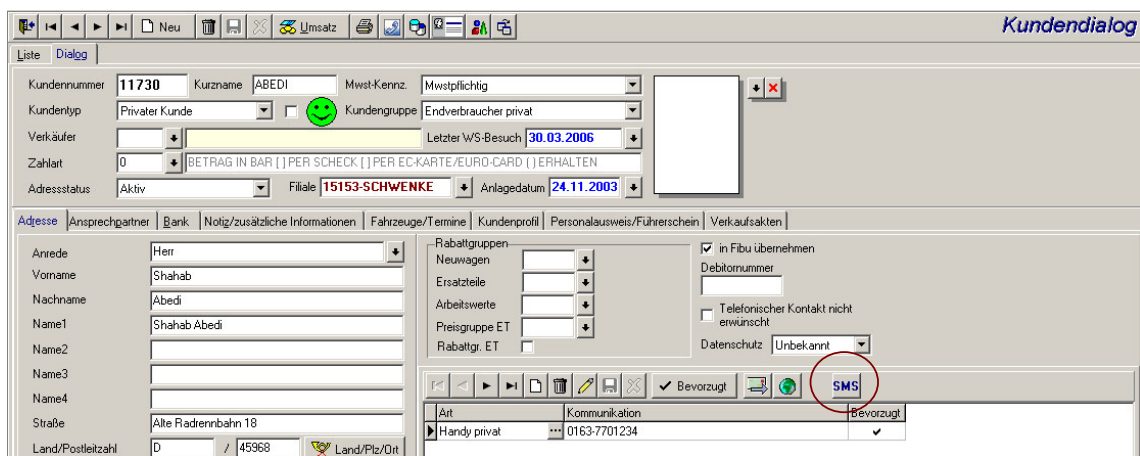 Neu Umsatz Kundendialog
Liste Dialog
Kundennummer 11730 Kurzname ABEDI Mwst-Kennz. Mwstpflichtig
Kundentyp Privater Kunde Kundengruppe Endverbraucher privat
Verkäufer Letzter WS-Besuch 30.03.2006
Zahlart 0 BETRAG IN BAR [ ] PER SCHECK [ ] PER EC-KARTE/EURO-CARD ( ) ERHALTEN
Adressstatus Aktiv Filiale 15153-SCHWENKE Anlagedatum 24.11.2003
Adresse Ansprechpartner Bank Notiz/zusätzliche Informationen Fahrzeuge/Termine Kundenprofil Personalausweis/Führerschein Verkaufsakten
Anrede Herr
Vorname Shahab
Nachname Abedi
Name1 Shahab Abedi
Name2
Name3
Name4
Straße Alte Radrennbahn 18
Land/Postleitzahl D / 45968 Land/Plz/Ort
Rabattgruppen
Neuwagen
Ersatzteile
Arbeitswerte
Preisgruppe ET
Rabattgr. ET
in Fibu übernehmen
Debitornummer
Telefonischer Kontakt nicht
erwünscht
Datenschutz Unbekannt
Bevorzugt SMS
Art Kommunikation Bevorzugt
Handy privat ... 0163-7701234